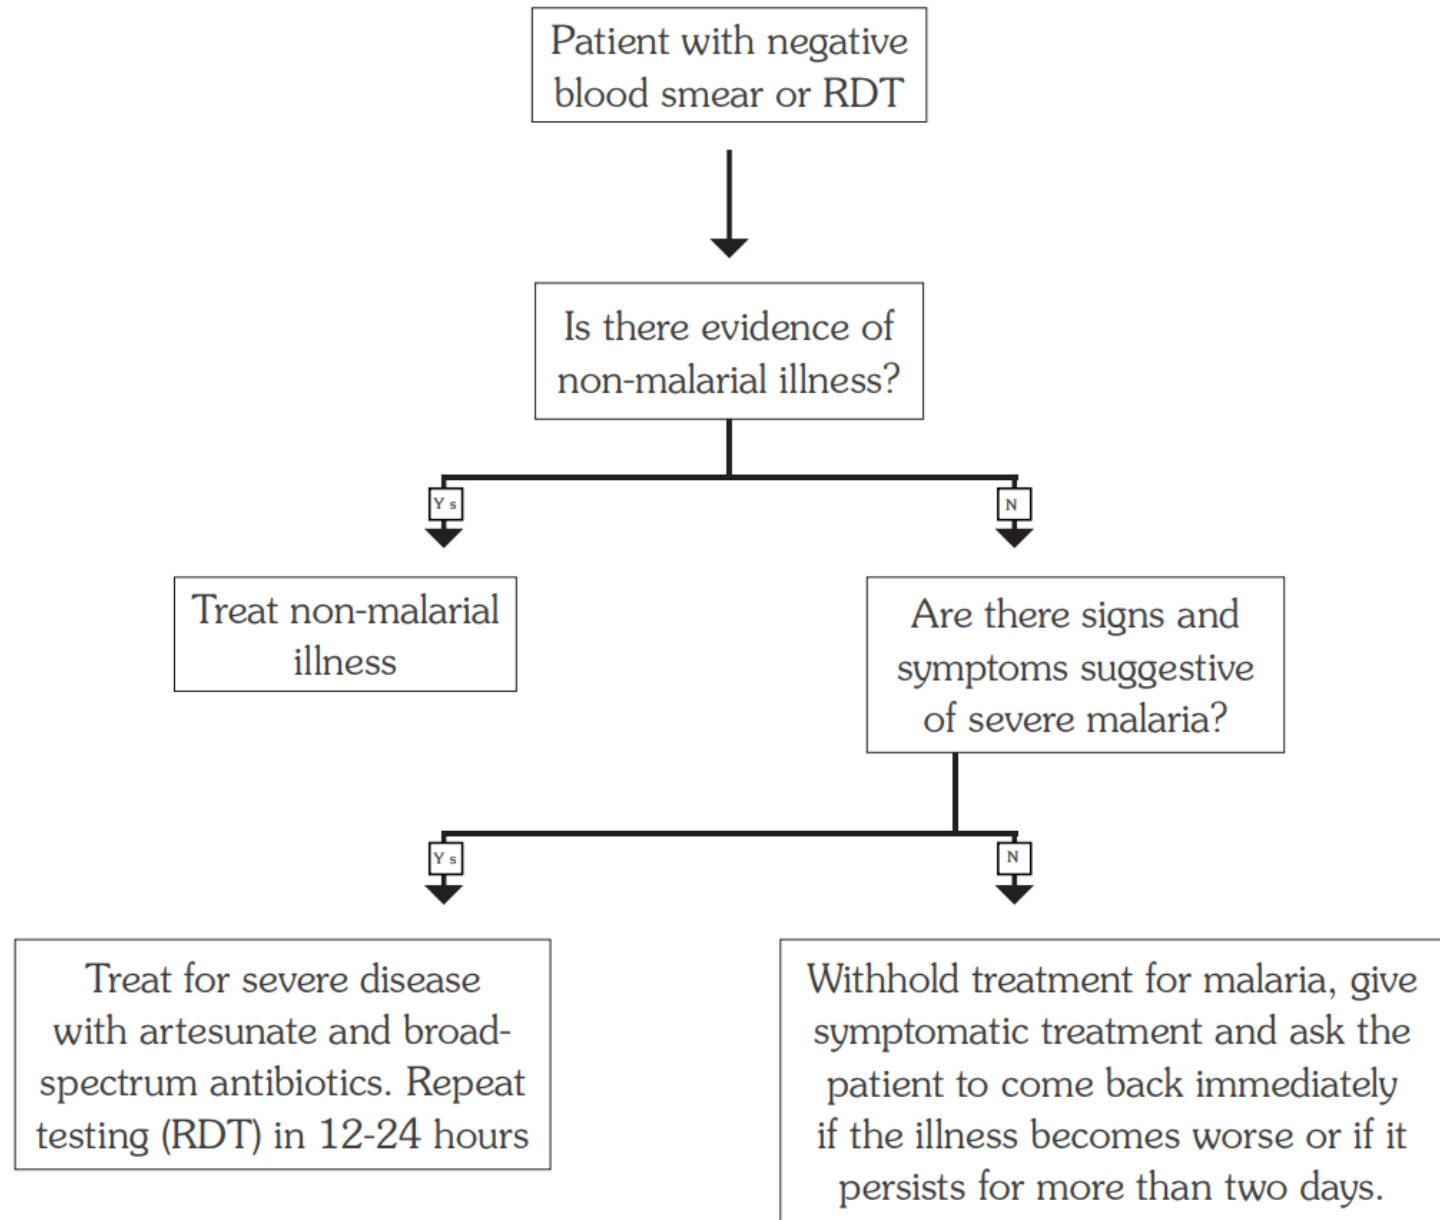 Patient with negative
blood smear or RDT
Is there evidence of
non-malarial illness?
Y s
N
Treat non-malarial
illness
Are there signs and
symptoms suggestive
of severe malaria?
Y s
N
Treat for severe disease
with artesunate and broad-
spectrum antibiotics. Repeat
testing (RDT) in 12-24 hours
Withhold treatment for malaria, give
symptomatic treatment and ask the
patient to come back immediately
if the illness becomes worse or if it
persists for more than two days.